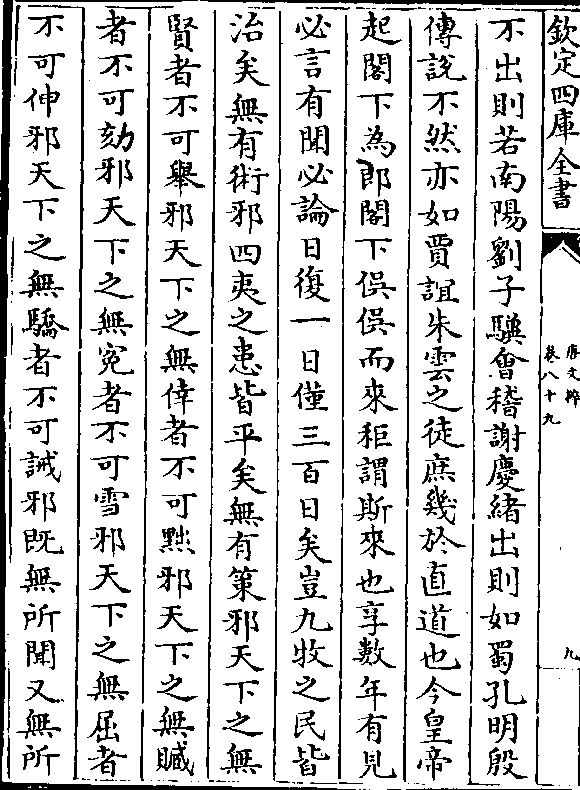 欽定四庫全書
唐文粹
卷八十九
九
不出則若南陽劉子驥會稽謝慶緒出則如蜀孔明殷
傅說不然亦如賈誼朱雲之徒庶幾於直道也今皇帝
起閣下為郎閣下俁俁而來秬謂斯來也享數年有見
必言有聞必論日復一日僅三百日矣豈九牧之民皆
治矣無有術邪四夷之患皆平矣無有策邪天下之無
賢者不可舉邪天下之無倖者不可黜邪天下之無贓
者不可劾邪天下之無寃者不可雪邪天下之無屈者
不可伸邪天下之無驕者不可誡邪既無所聞又無所